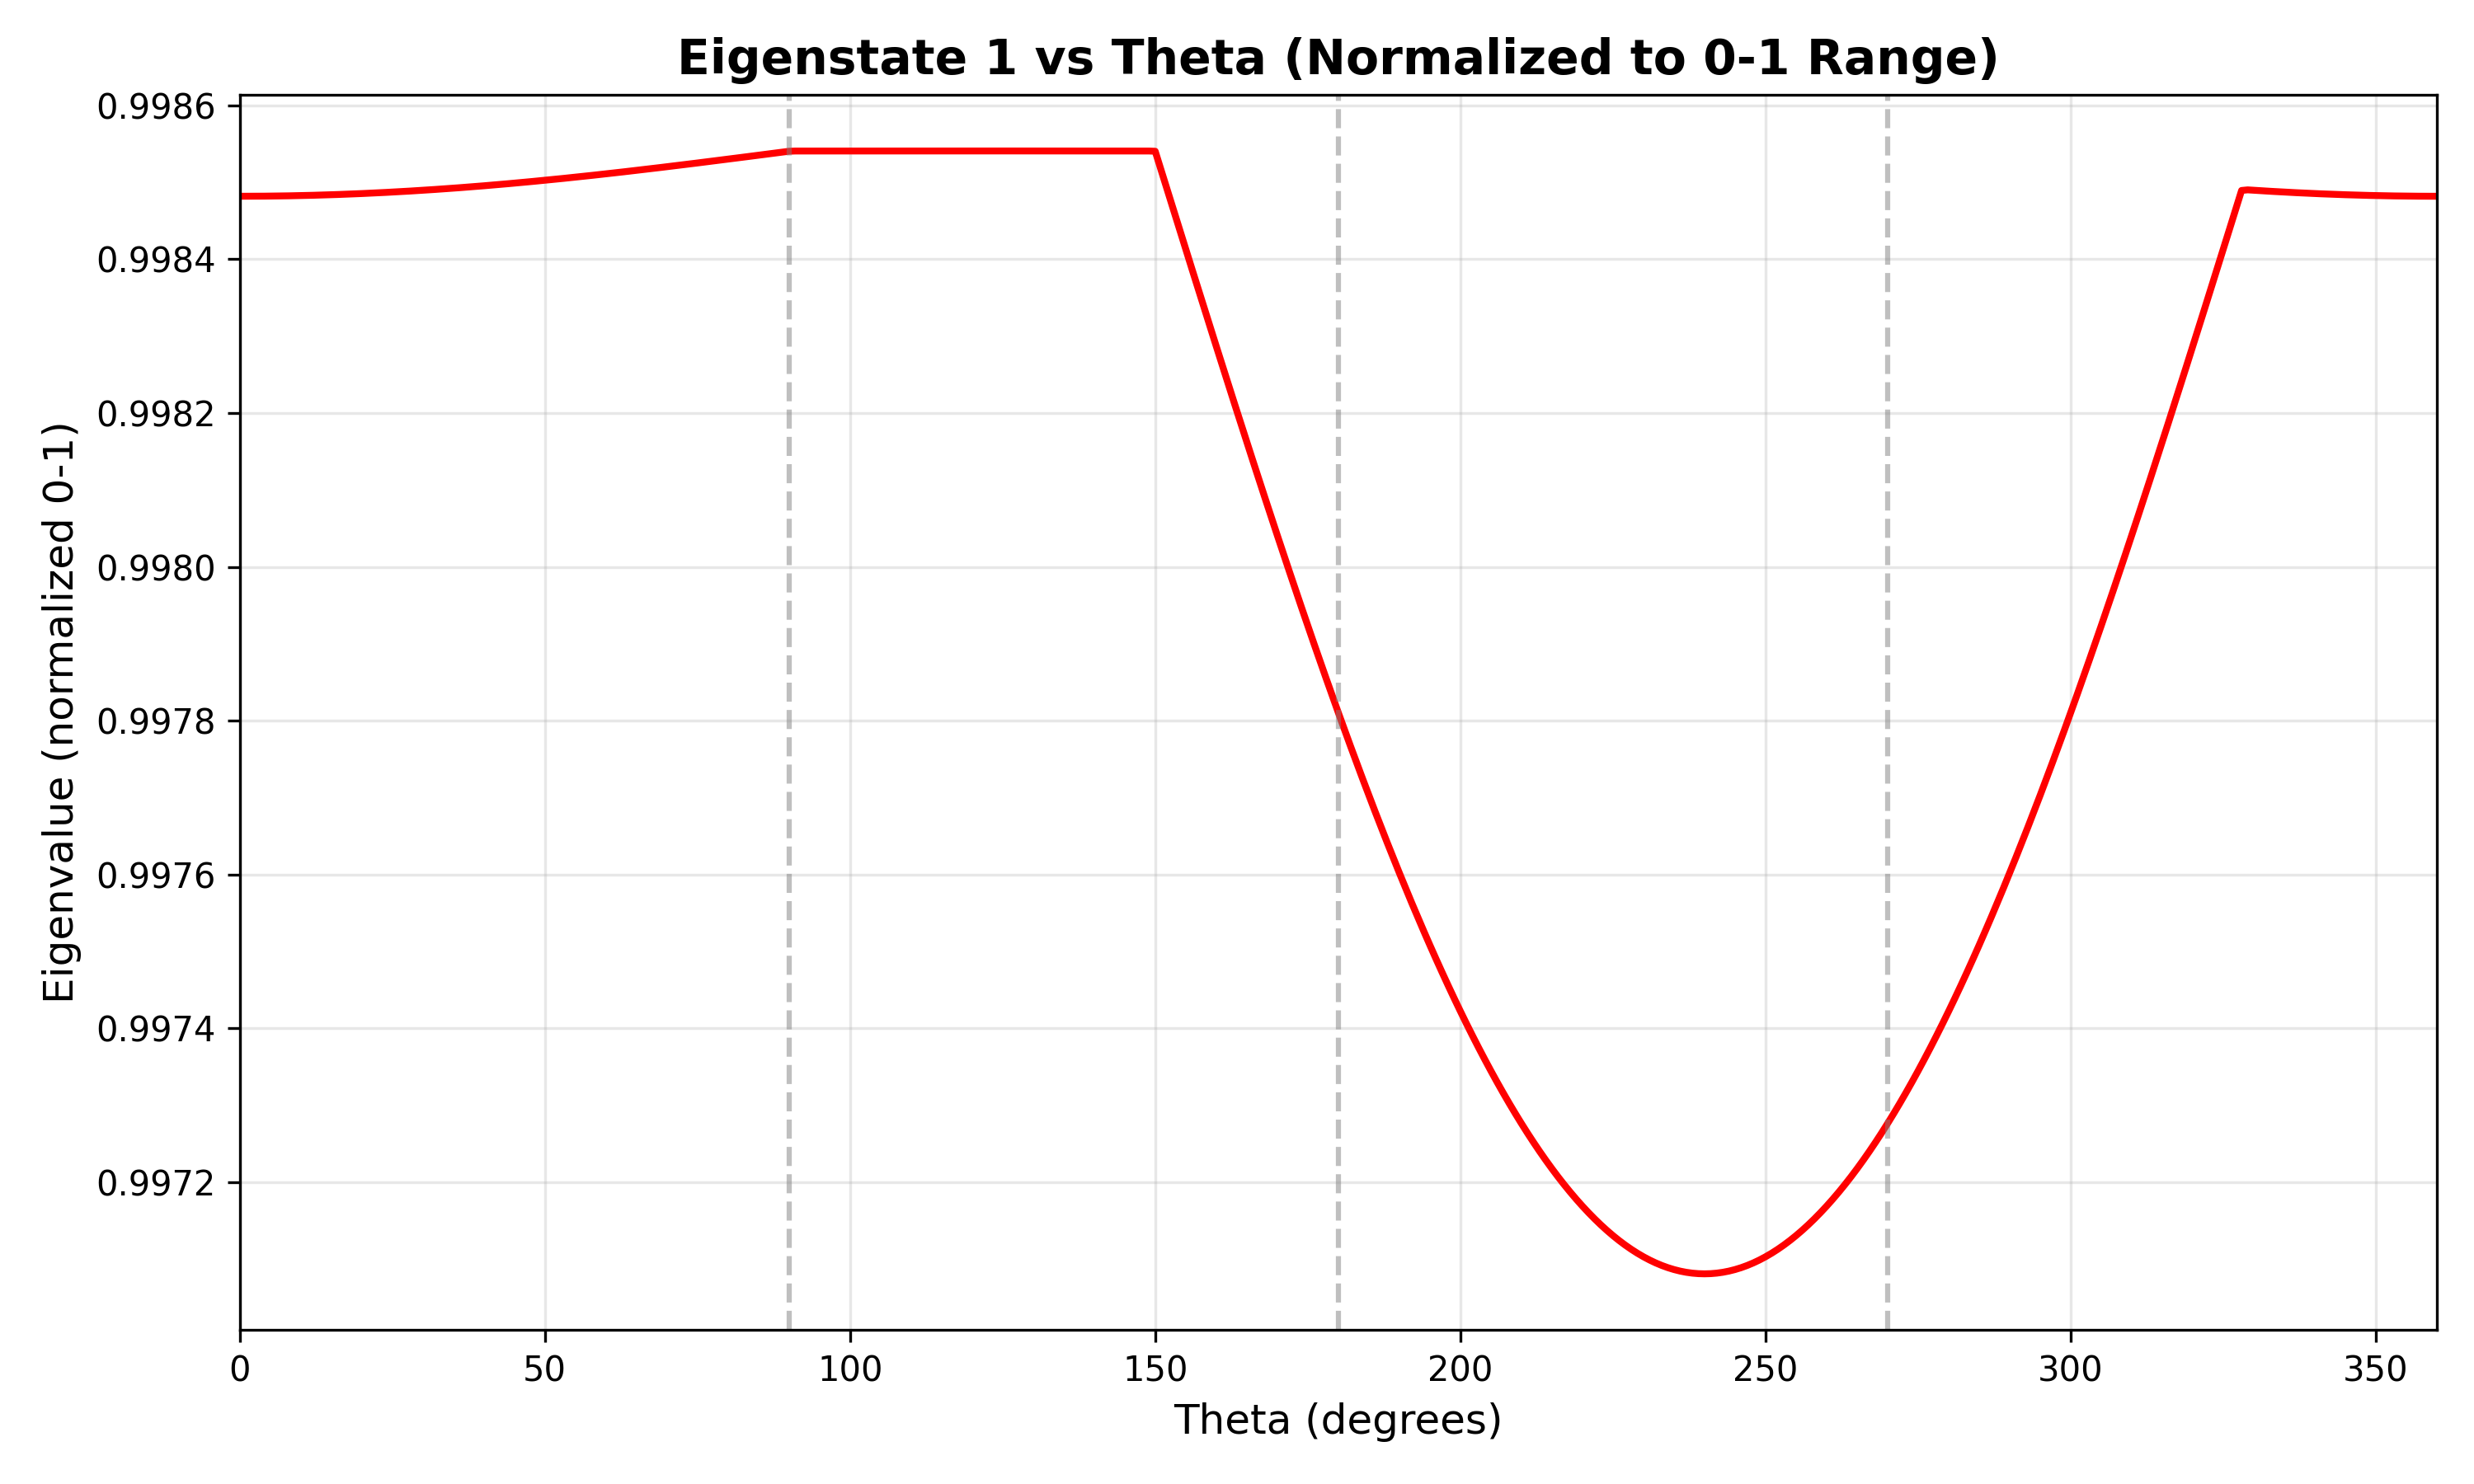 Eigenstate 1 vs Theta (Normalized to 0-1 Range)
Eigenvalue (normalized 0-1)
0.9986
0.9984
0.9982
0.9980
0.9978
0.9976
0.9974
0.9972
0 50 100 150 200 250 300 350
Theta (degrees)